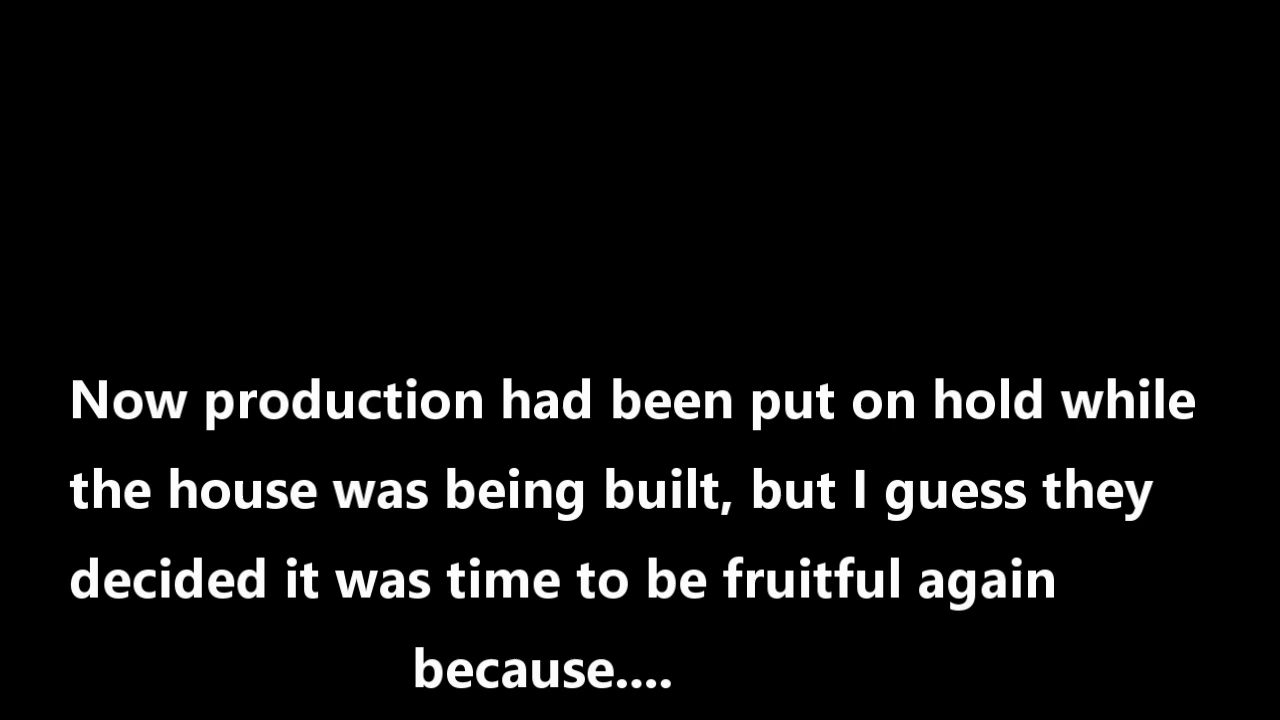 Now production had been put on hold while
the house was being built, but I guess they
decided it was time to be fruitful again
because....